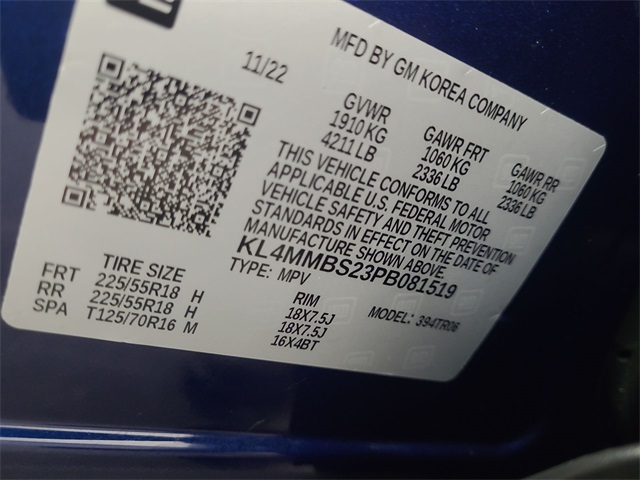 MFD BY GM KOREA COMPANY
11/22
GVWR GAWR FRT GAWR RR
1910 KG 1060 KG 1060 KG
4211 LB 2336 LB 2336 LB
THIS VEHICLE CONFORMS TO ALL
APPLICABLE U.S. FEDERAL MOTOR
VEHICLE SAFETY AND THEFT PREVENTION
STANDARDS IN EFFECT ON THE DATE OF
MANUFACTURE SHOWN ABOVE.
KL4MMBS23PB081519
TYPE: MPV MODEL: 394TR06
TIRE SIZE RIM
FRT 225/55R18 H 18X7.5J
RR 225/55R18 H 18X7.5J
SPA T125/70R16 M 16X4BT